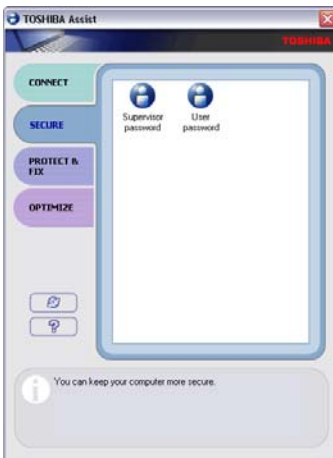 TOSHIBA Assist
TOSHIBA
CONNECT
SECURE
PROTECT &
FIX
OPTIMIZE
Supervisor
password
User
password
?
You can keep your computer more secure.